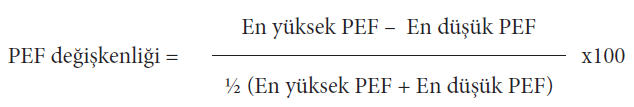 En yüksek PEF – En düşük PEF
PEF değişkenliği = x100
½ (En yüksek PEF + En düşük PEF)